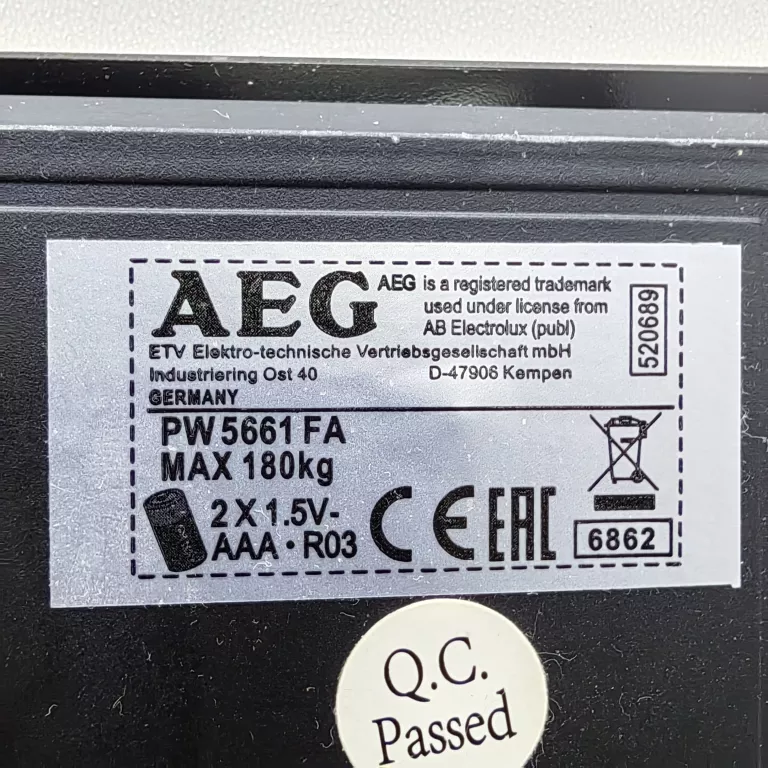 AEG
AEG is a registered trademark
used under license from
AB Electrolux (publ)
520689
ETV Elektro-technische Vertriebsgesellschaft mbH
Industriering Ost 40 D-47906 Kempen
GERMANY
PW 5661 FA
MAX 180kg
2 X 1.5V-
AAA · R03
CE EAC
6862
Q.C.
Passed